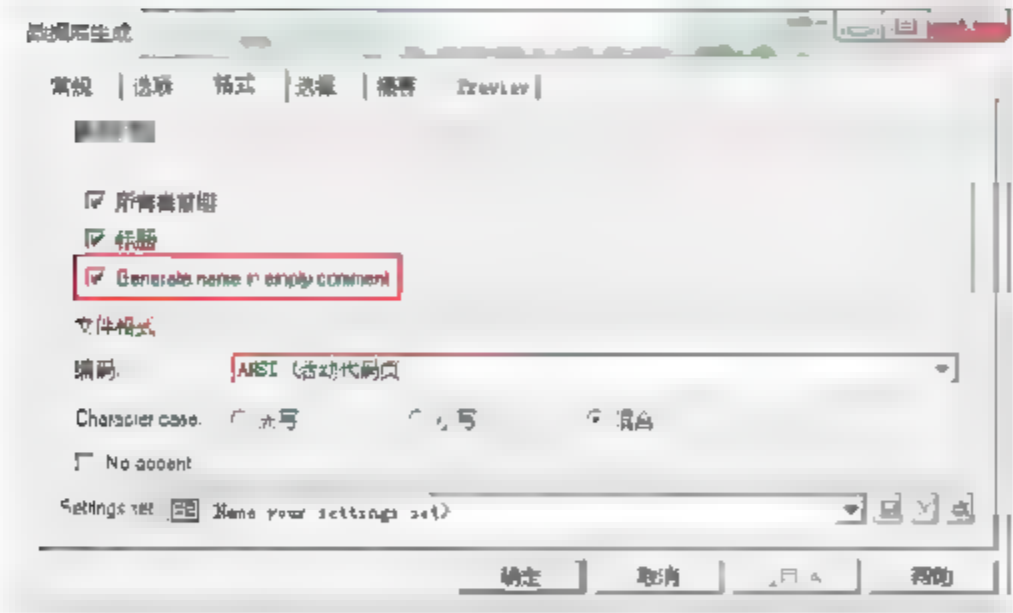 数据库生成
常规 选项 格式 选择 摘要 Preview
所有者前缀
标题
Generate name in empty comment
文件格式
编码: ANSI (活动代码页)
Character case: 大写 小写 混合
No accent
Settings set: Name your settings set>
确定 取消 帮助